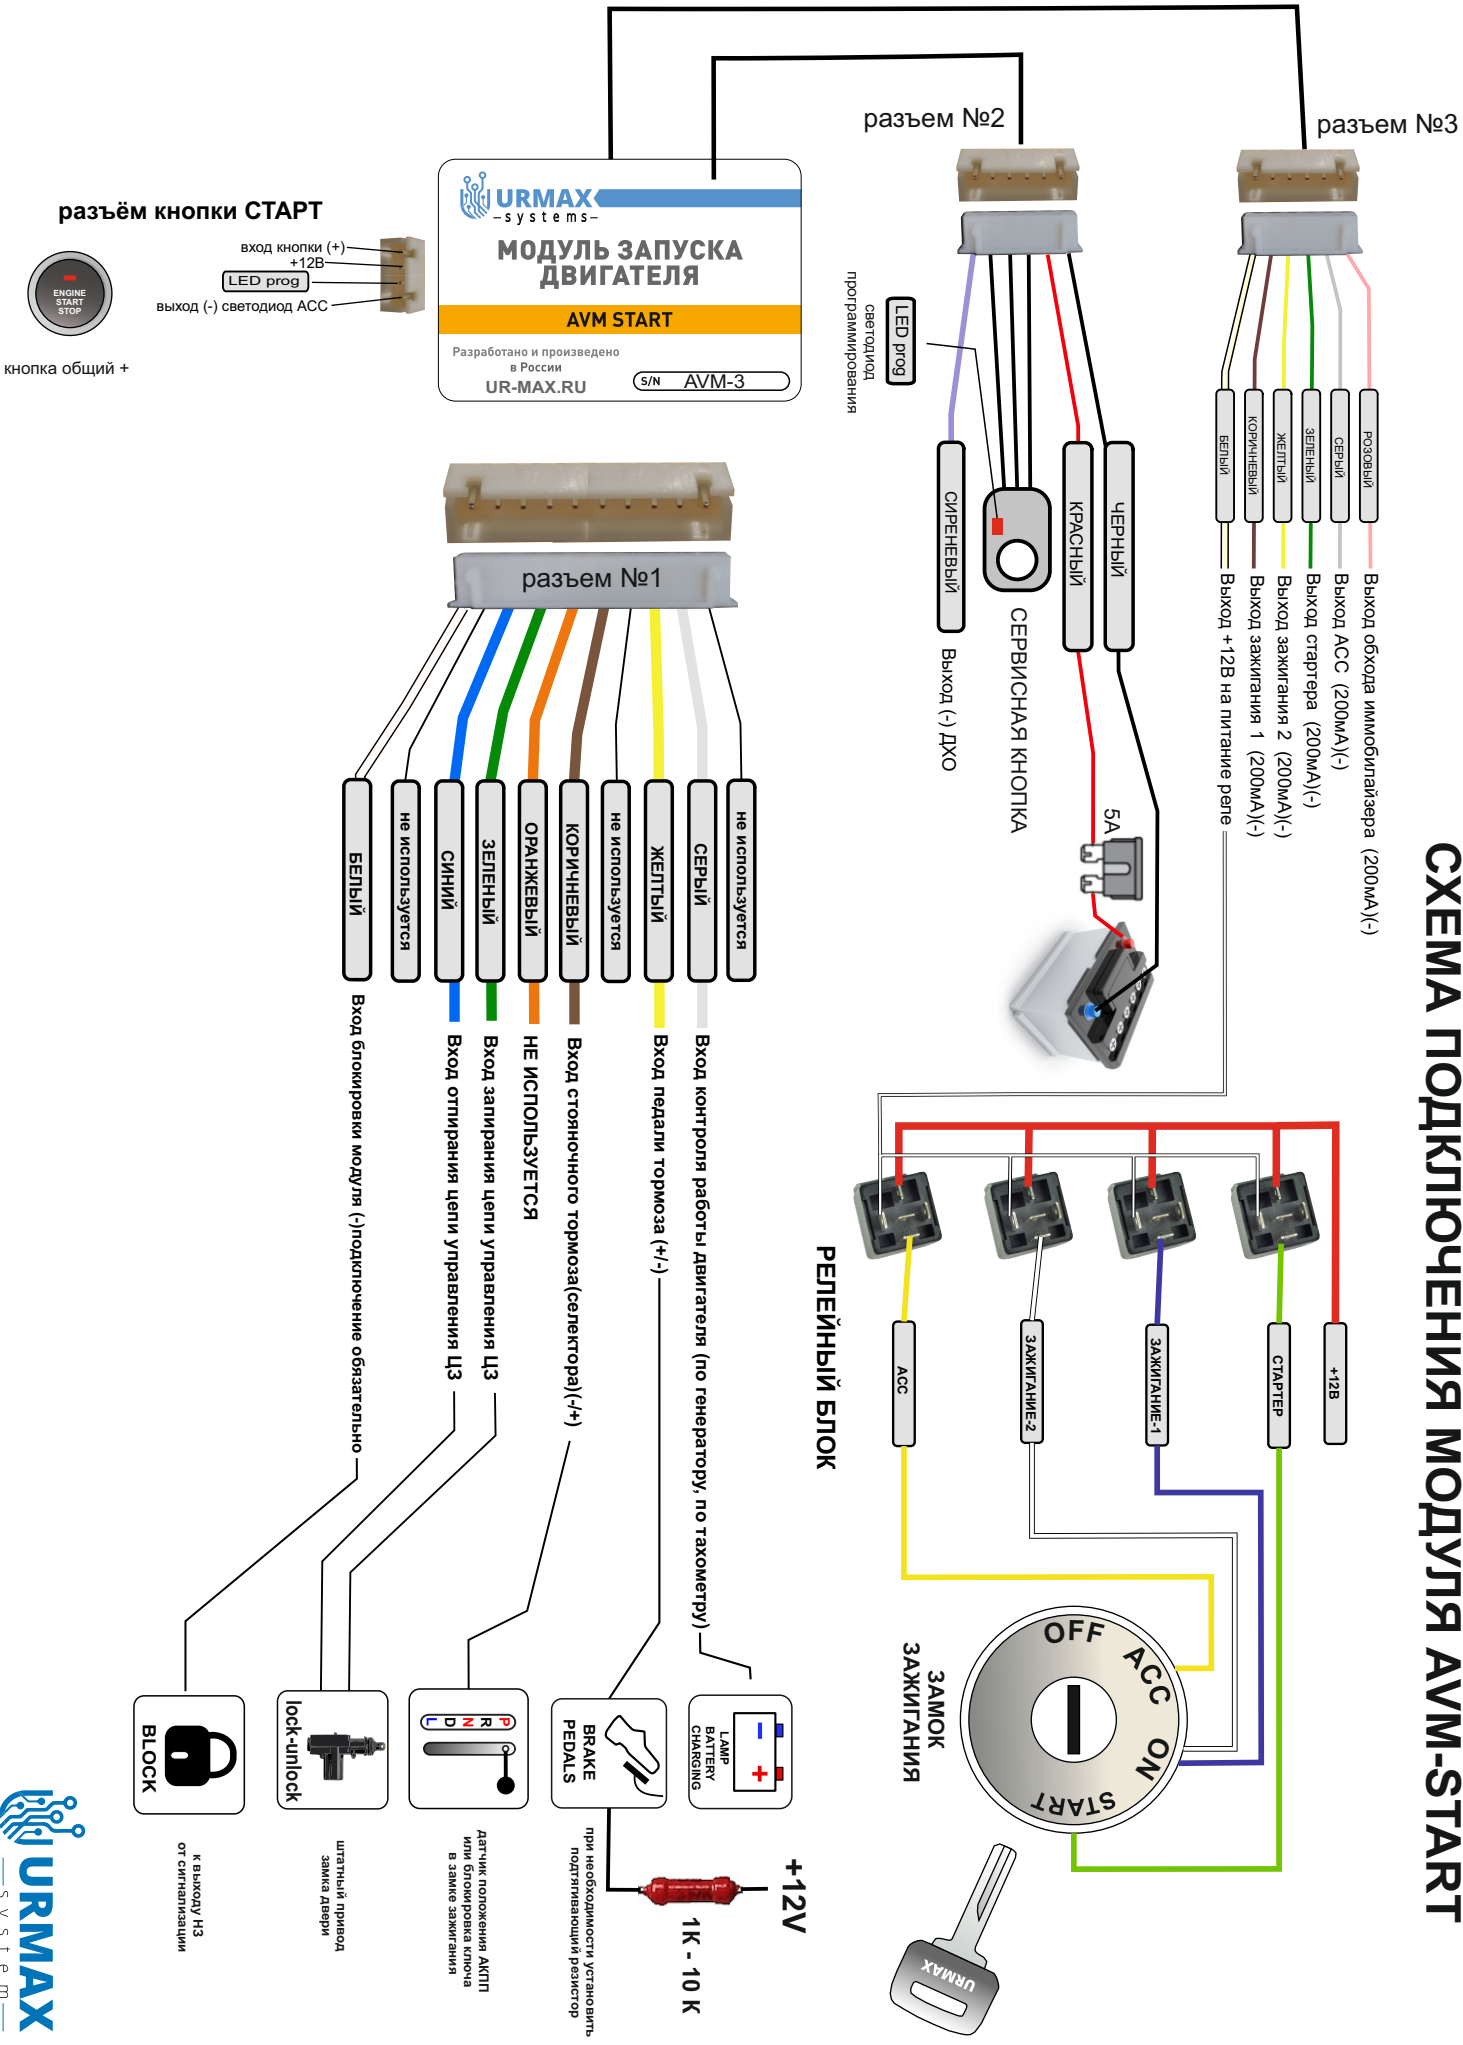 СХЕМА ПОДКЛЮЧЕНИЯ МОДУЛЯ AVM-START
разъем №2
разъем №3
разъём кнопки СТАРТ
вход кнопки (+)
+12В
LED prog
выход (-) светодиод АСС
ENGINE
START
STOP
кнопка общий +
URMAX
systems
МОДУЛЬ ЗАПУСКА
ДВИГАТЕЛЯ
AVM START
Разработано и произведено
в России
UR-MAX.RU
S/N AVM-3
LED prog
светодиод
программирования
СИРЕНЕВЫЙ
Выход (-) ДХО
СЕРВИСНАЯ КНОПКА
КРАСНЫЙ
ЧЕРНЫЙ
5А
БЕЛЫЙ
Выход +12В на питание реле
КОРИЧНЕВЫЙ
Выход зажигания 1 (200мА)(-)
ЖЕЛТЫЙ
Выход зажигания 2 (200мА)(-)
ЗЕЛЕНЫЙ
Выход стартера (200мА)(-)
СЕРЫЙ
Выход АСС (200мА)(-)
РОЗОВЫЙ
Выход обхода иммобилайзера (200мА)(-)
разъем №1
БЕЛЫЙ
Вход блокировки модуля (-)подключение обязательно
не используется
СИНИЙ
Вход отпирания цепи управления ЦЗ
ЗЕЛЕНЫЙ
Вход запирания цепи управления ЦЗ
ОРАНЖЕВЫЙ
НЕ ИСПОЛЬЗУЕТСЯ
КОРИЧНЕВЫЙ
Вход стояночного тормоза(селектора)(-/+)
не используется
ЖЕЛТЫЙ
Вход педали тормоза (+/-)
СЕРЫЙ
Вход контроля работы двигателя (по генератору, по тахометру)
не используется
РЕЛЕЙНЫЙ БЛОК
АСС
ЗАЖИГАНИЕ-2
ЗАЖИГАНИЕ-1
СТАРТЕР
+12В
ЗАМОК
ЗАЖИГАНИЯ
OFF
ACC
ON
START
URMAX
BLOCK
к выходу НЗ
от сигнализации
lock-unlock
штатный привод
замка двери
P
R
N
D
L
датчик положения АКПП
или блокировка ключа
в замке зажигания
BRAKE
PEDALS
при необходимости установить
подтягивающий резистор
LAMP
BATTERY
CHARGING
+12V
1К - 10 К
URMAX
system